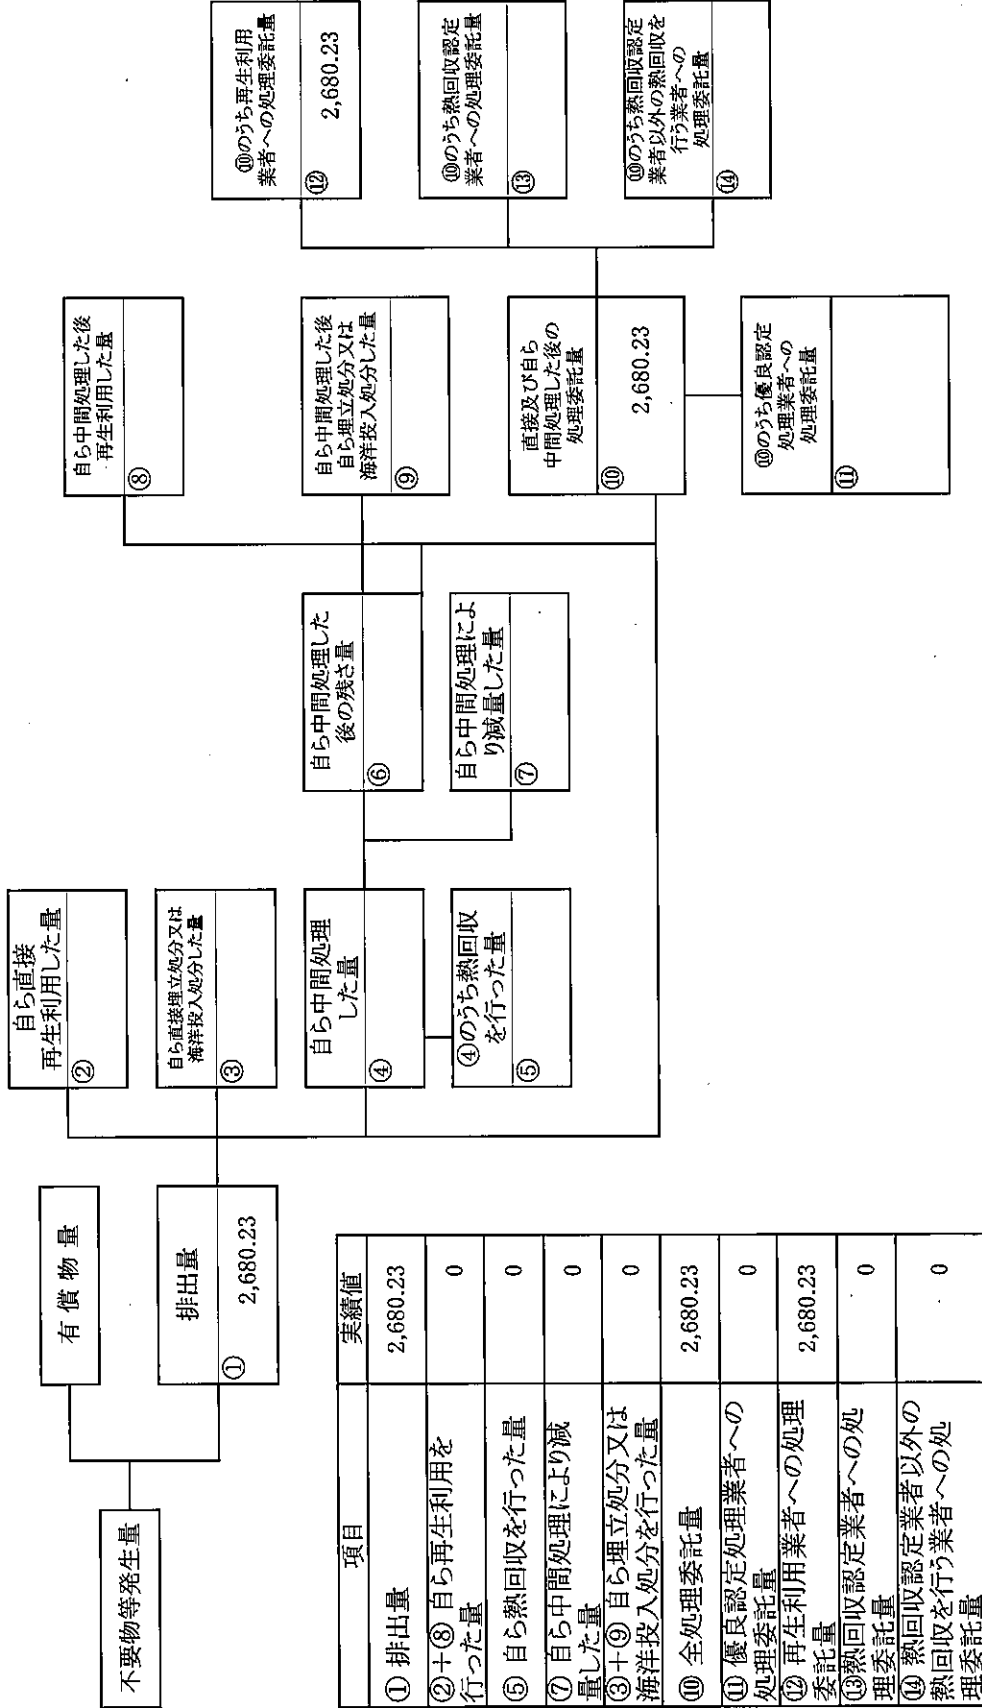 不要物等発生量
有償物量
排出量
①
2,680.23
自ら直接
再生利用した量
②
自ら直接埋立処分又は
海洋投入処分した量
③
自ら中間処理
した量
④
④のうち熱回収
を行った量
⑤
自ら中間処理した
後の残さ量
⑥
自ら中間処理によ
り減量した量
⑦
自ら中間処理した後
再生利用した量
⑧
自ら中間処理した後
自ら埋立処分又は
海洋投入処分した量
⑨
直接及び自ら
中間処理した後の
処理委託量
⑩
2,680.23
⑩のうち優良認定
処理業者への
処理委託量
⑪
⑩のうち再生利用
業者への処理委託量
⑫
2,680.23
⑩のうち熱回収認定
業者への処理委託量
⑬
⑩のうち熱回収認定
業者以外の熱回収を
行う業者への
処理委託量
⑭
項目 実績値
① 排出量 2,680.23
②+⑧ 自ら再生利用を
行った量 0
⑤ 自ら熱回収を行った量 0
⑦ 自ら中間処理により減
量した量 0
③+⑨ 自ら埋立処分又は
海洋投入処分を行った量 0
⑩ 全処理委託量 2,680.23
⑪ 優良認定処理業者への
処理委託量 0
⑫ 再生利用業者への処理
委託量 2,680.23
⑬熱回収認定業者への処
理委託量 0
⑭ 熱回収認定業者以外の
熱回収を行う業者への処
理委託量 0